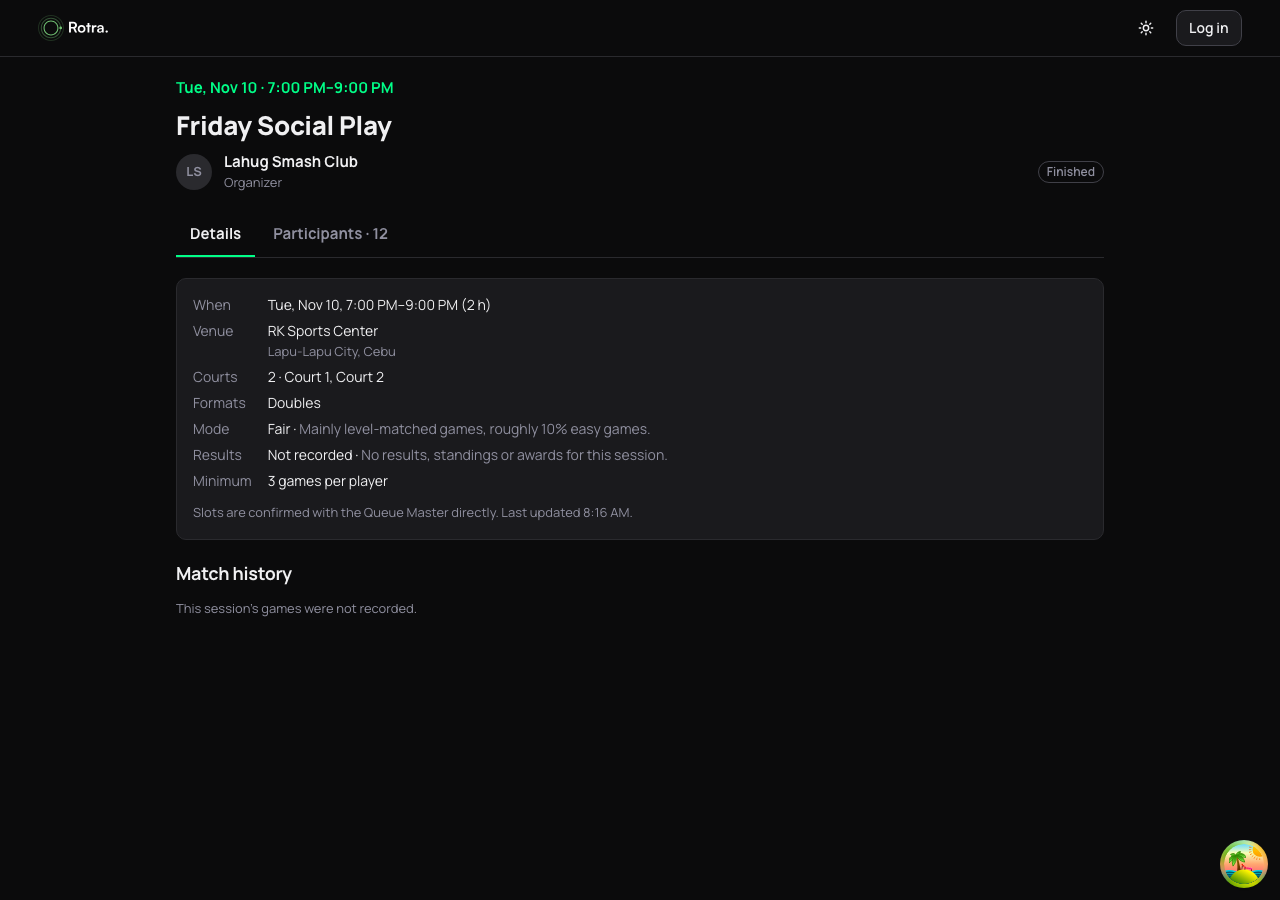 Rotra.
Log in
Tue, Nov 10 · 7:00 PM–9:00 PM
Friday Social Play
LS
Lahug Smash Club
Organizer
Finished
Details
Participants · 12
When Tue, Nov 10, 7:00 PM–9:00 PM (2 h)
Venue RK Sports Center
Lapu-Lapu City, Cebu
Courts 2 · Court 1, Court 2
Formats Doubles
Mode Fair · Mainly level-matched games, roughly 10% easy games.
Results Not recorded · No results, standings or awards for this session.
Minimum 3 games per player
Slots are confirmed with the Queue Master directly. Last updated 8:16 AM.
Match history
This session's games were not recorded.